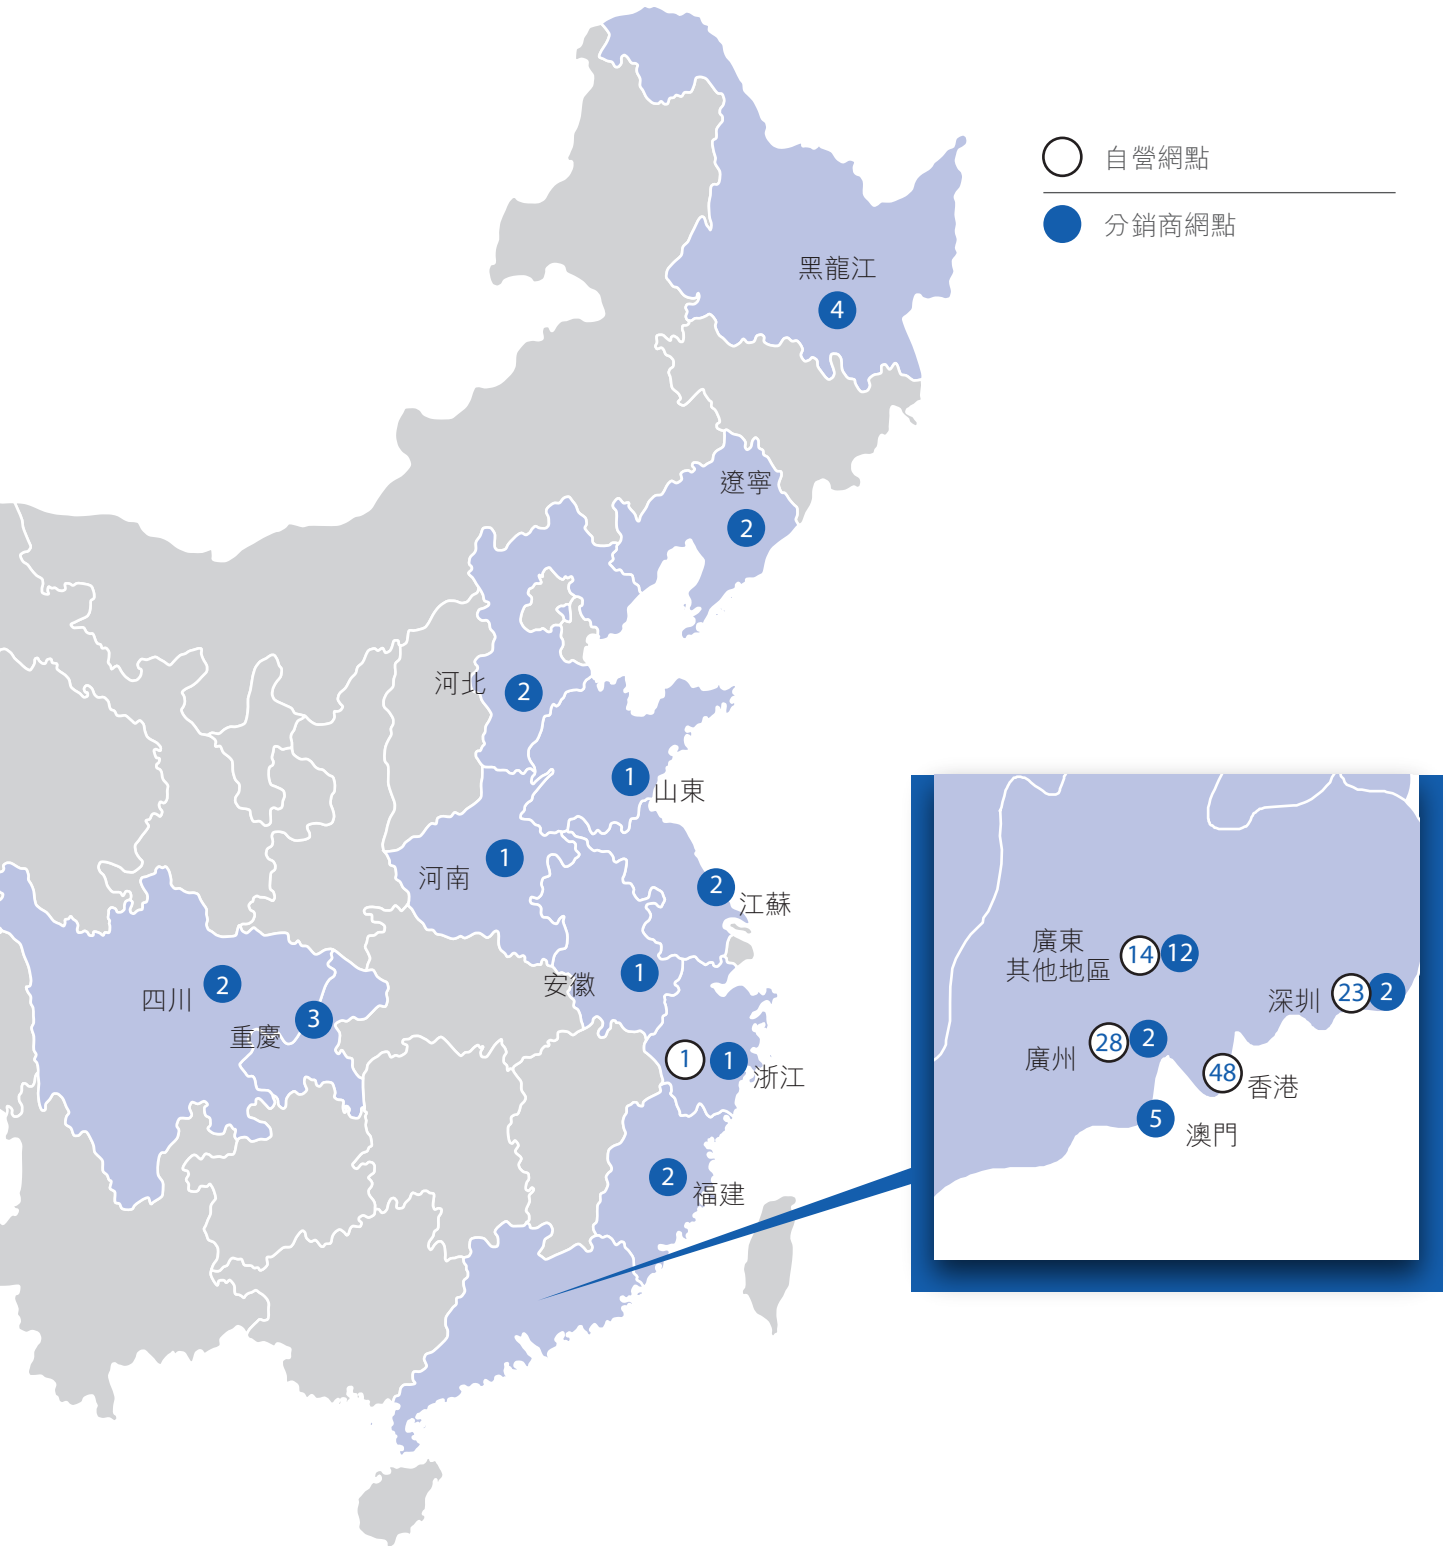 自營網點
分銷商網點
黑龍江
4
遼寧
2
河北
2
1
山東
河南
1
2
江蘇
四川
2
安徽
1
重慶
3
1
1
浙江
2
福建
廣東
其他地區
14
12
深圳
23
2
廣州
28
2
48
香港
5
澳門